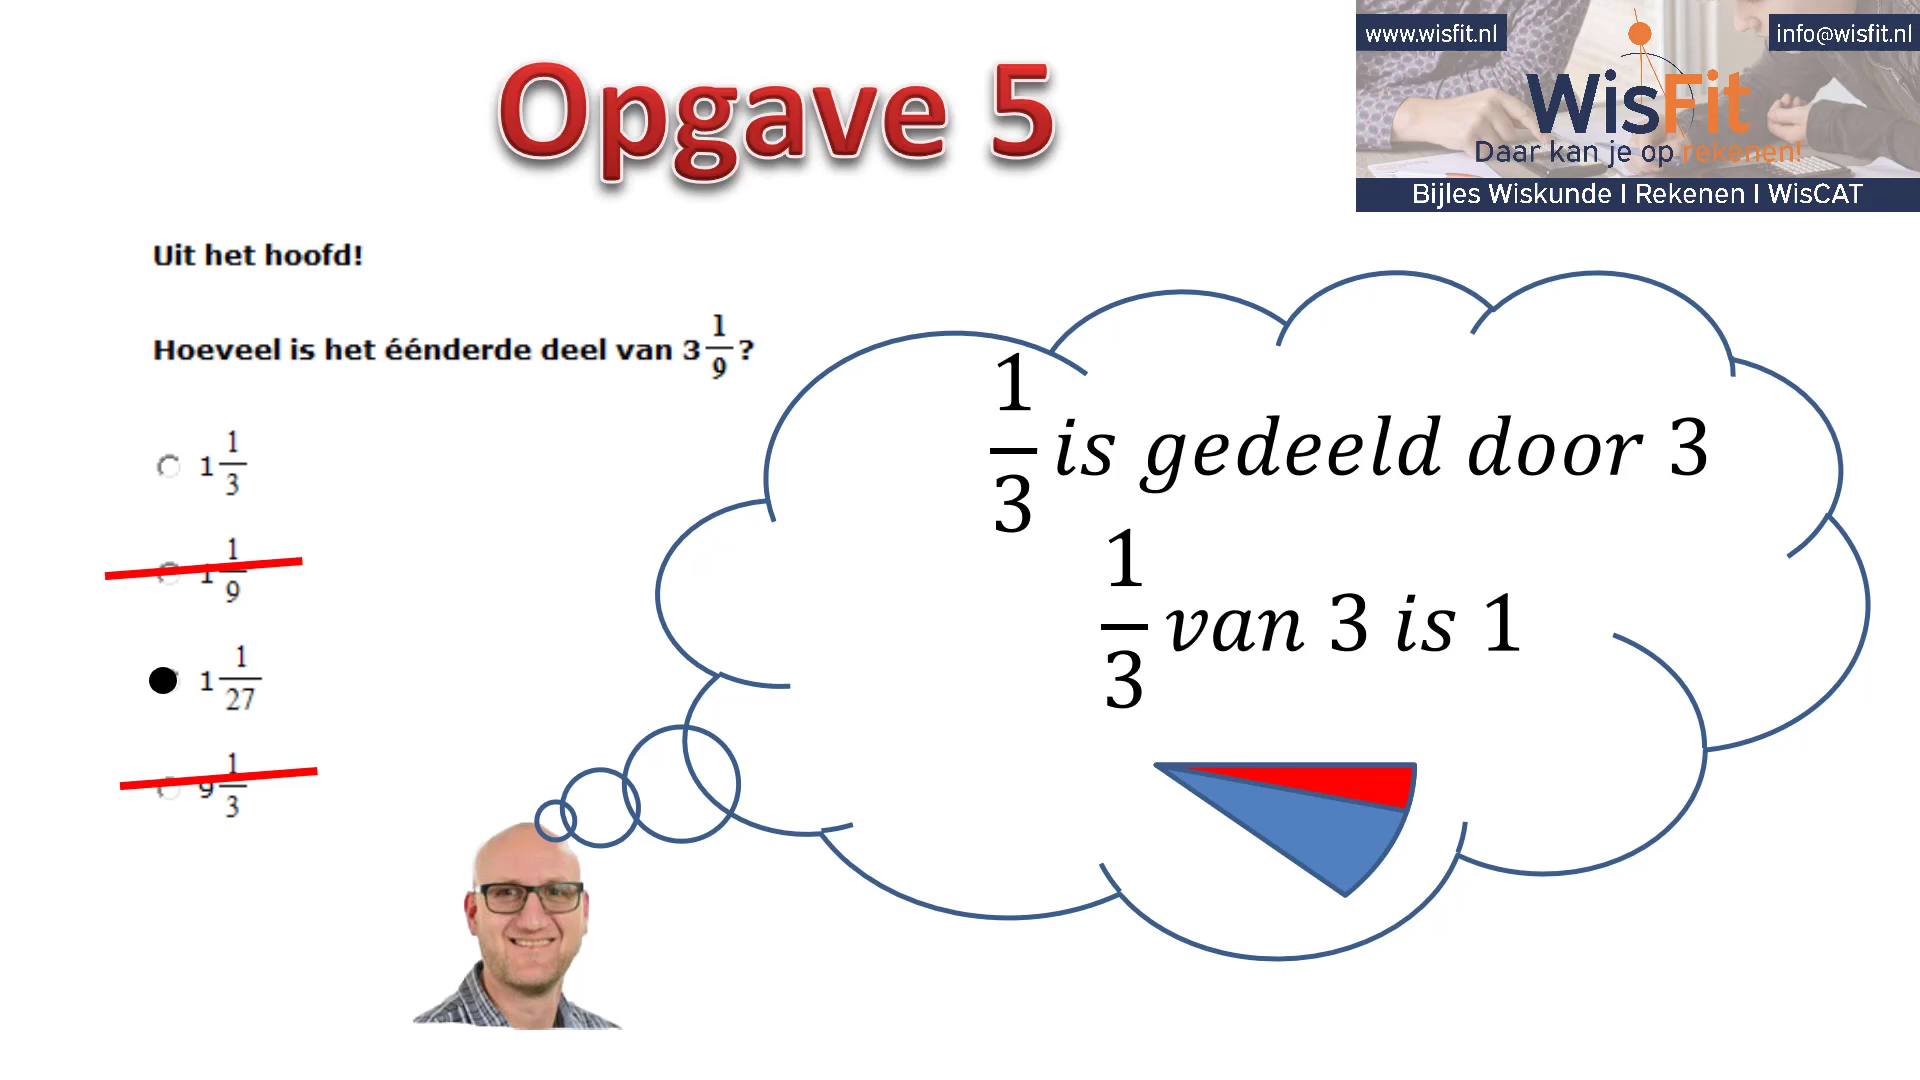 www.wisfit.nl
info@wisfit.nl
WisFit
Daar kan je op rekenen!
Bijles Wiskunde I Rekenen I WisCAT
Opgave 5
Uit het hoofd!
Hoeveel is het éénderde deel van 3 1/9 ?
1 1/3
1 1/9
1 1/27
9 1/3
1/3 is gedeeld door 3
1/3 van 3 is 1